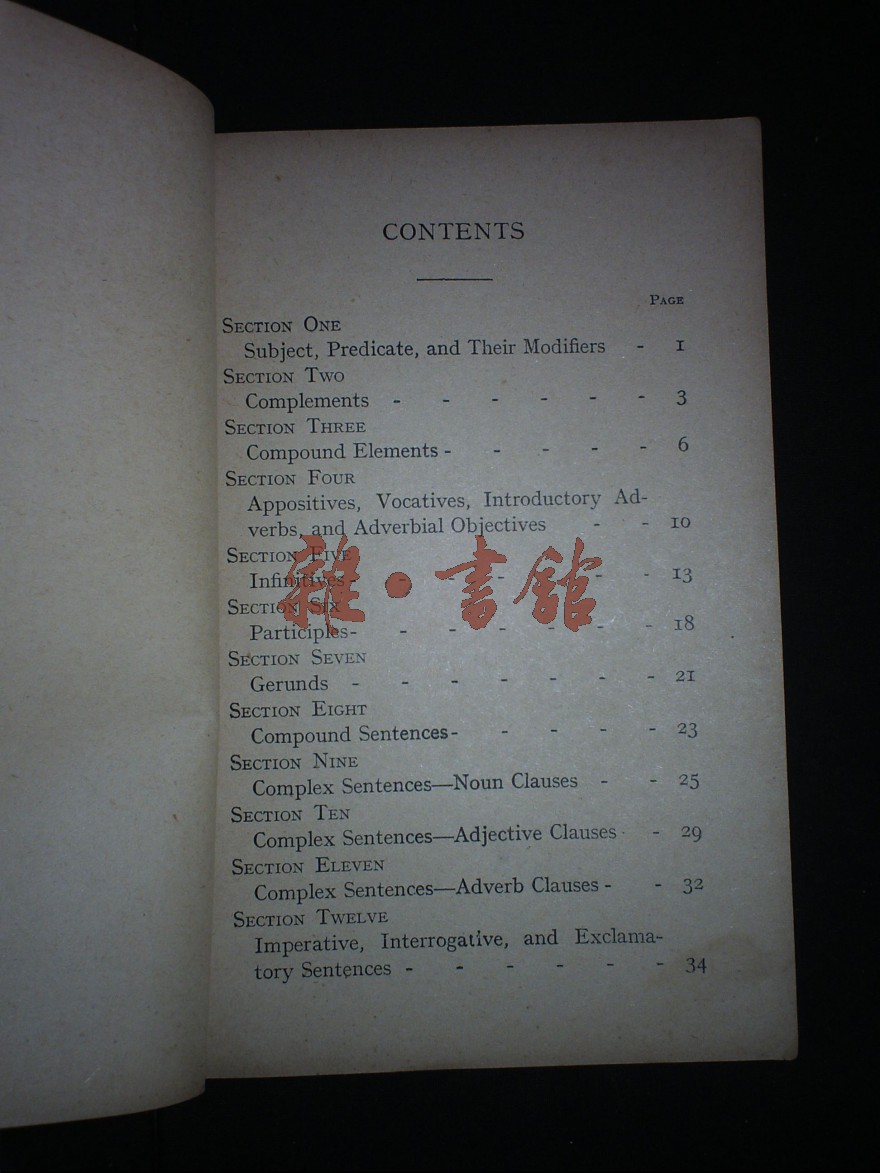 CONTENTS
PAGE
SECTION ONE
Subject, Predicate, and Their Modifiers - 1
SECTION TWO
Complements - - - - - - 3
SECTION THREE
Compound Elements - - - - - 6
SECTION FOUR
Appositives, Vocatives, Introductory Ad-
verbs, and Adverbial Objectives - - 10
SECTION FIVE
Infinitives - - - - - - 13
SECTION SIX
Participles- - - - - - - 18
雜·書館
SECTION SEVEN
Gerunds - - - - - - - 21
SECTION EIGHT
Compound Sentences- - - - - 23
SECTION NINE
Complex Sentences—Noun Clauses - - 25
SECTION TEN
Complex Sentences—Adjective Clauses - - 29
SECTION ELEVEN
Complex Sentences—Adverb Clauses - - 32
SECTION TWELVE
Imperative, Interrogative, and Exclama-
tory Sentences - - - - - - 34